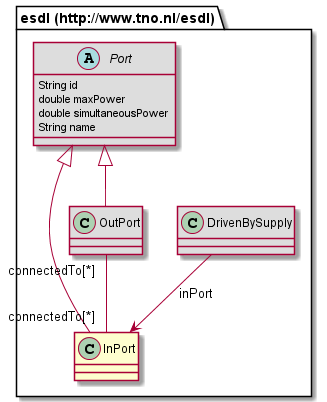 esdl (http://www.tno.nl/esdl)
A Port
String id
double maxPower
double simultaneousPower
String name
C OutPort
C DrivenBySupply
connectedTo[*]
inPort
connectedTo[*]
C InPort